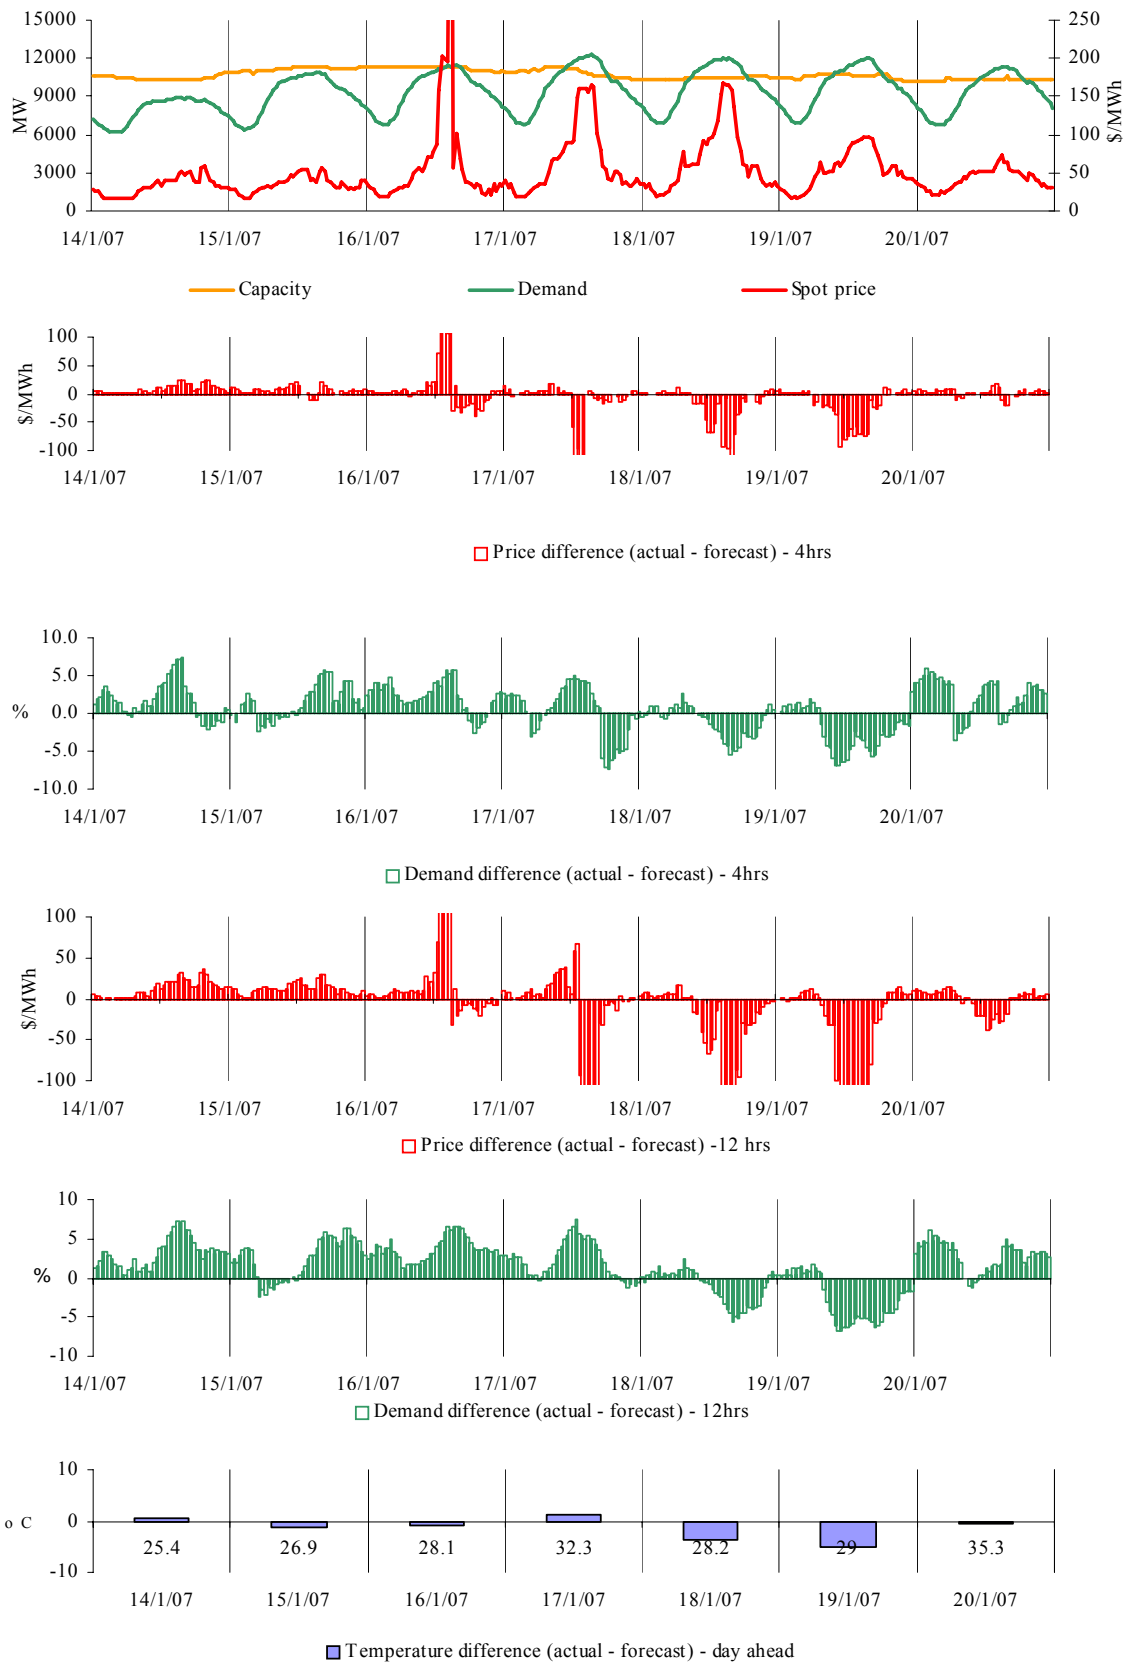 15000 250
12000 200
9000 150
6000 100
3000 50
0 0
MW
$/MWh
14/1/07 15/1/07 16/1/07 17/1/07 18/1/07 19/1/07 20/1/07
Capacity Demand Spot price
100
50
0
-50
-100
$/MWh
14/1/07 15/1/07 16/1/07 17/1/07 18/1/07 19/1/07 20/1/07
Price difference (actual - forecast) - 4hrs
10.0
5.0
0.0
-5.0
-10.0
%
14/1/07 15/1/07 16/1/07 17/1/07 18/1/07 19/1/07 20/1/07
Demand difference (actual - forecast) - 4hrs
100
50
0
-50
-100
$/MWh
14/1/07 15/1/07 16/1/07 17/1/07 18/1/07 19/1/07 20/1/07
Price difference (actual - forecast) -12 hrs
10
5
0
-5
-10
%
14/1/07 15/1/07 16/1/07 17/1/07 18/1/07 19/1/07 20/1/07
Demand difference (actual - forecast) - 12hrs
10
0
-10
o C
25.4 26.9 28.1 32.3 28.2 29 35.3
14/1/07 15/1/07 16/1/07 17/1/07 18/1/07 19/1/07 20/1/07
Temperature difference (actual - forecast) - day ahead